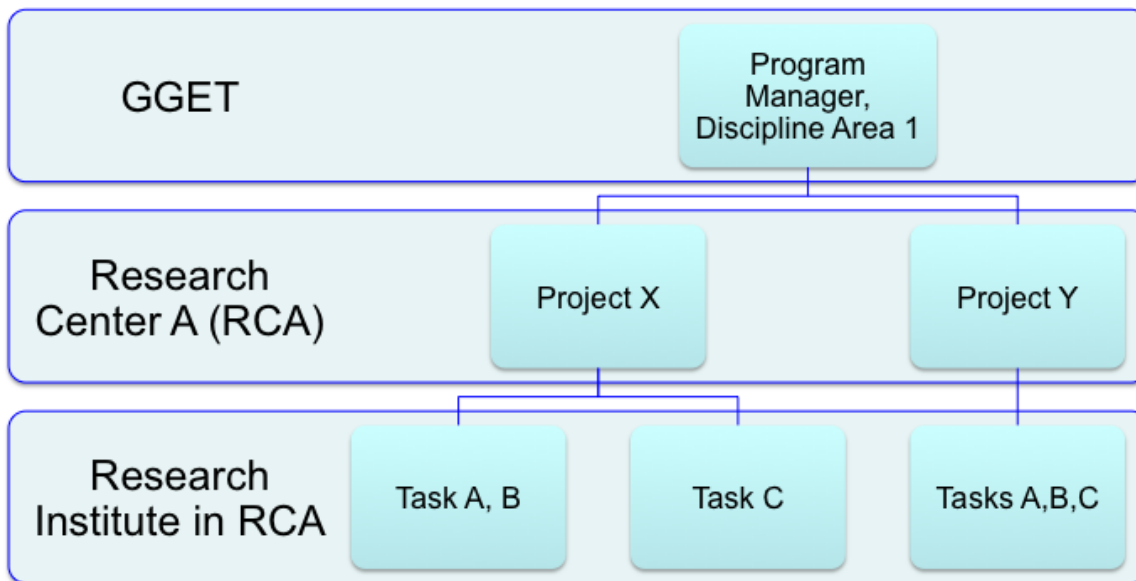 GGET
Program
Manager,
Discipline Area 1
Research
Center A (RCA)
Project X
Project Y
Research
Institute in RCA
Task A, B
Task C
Tasks A,B,C